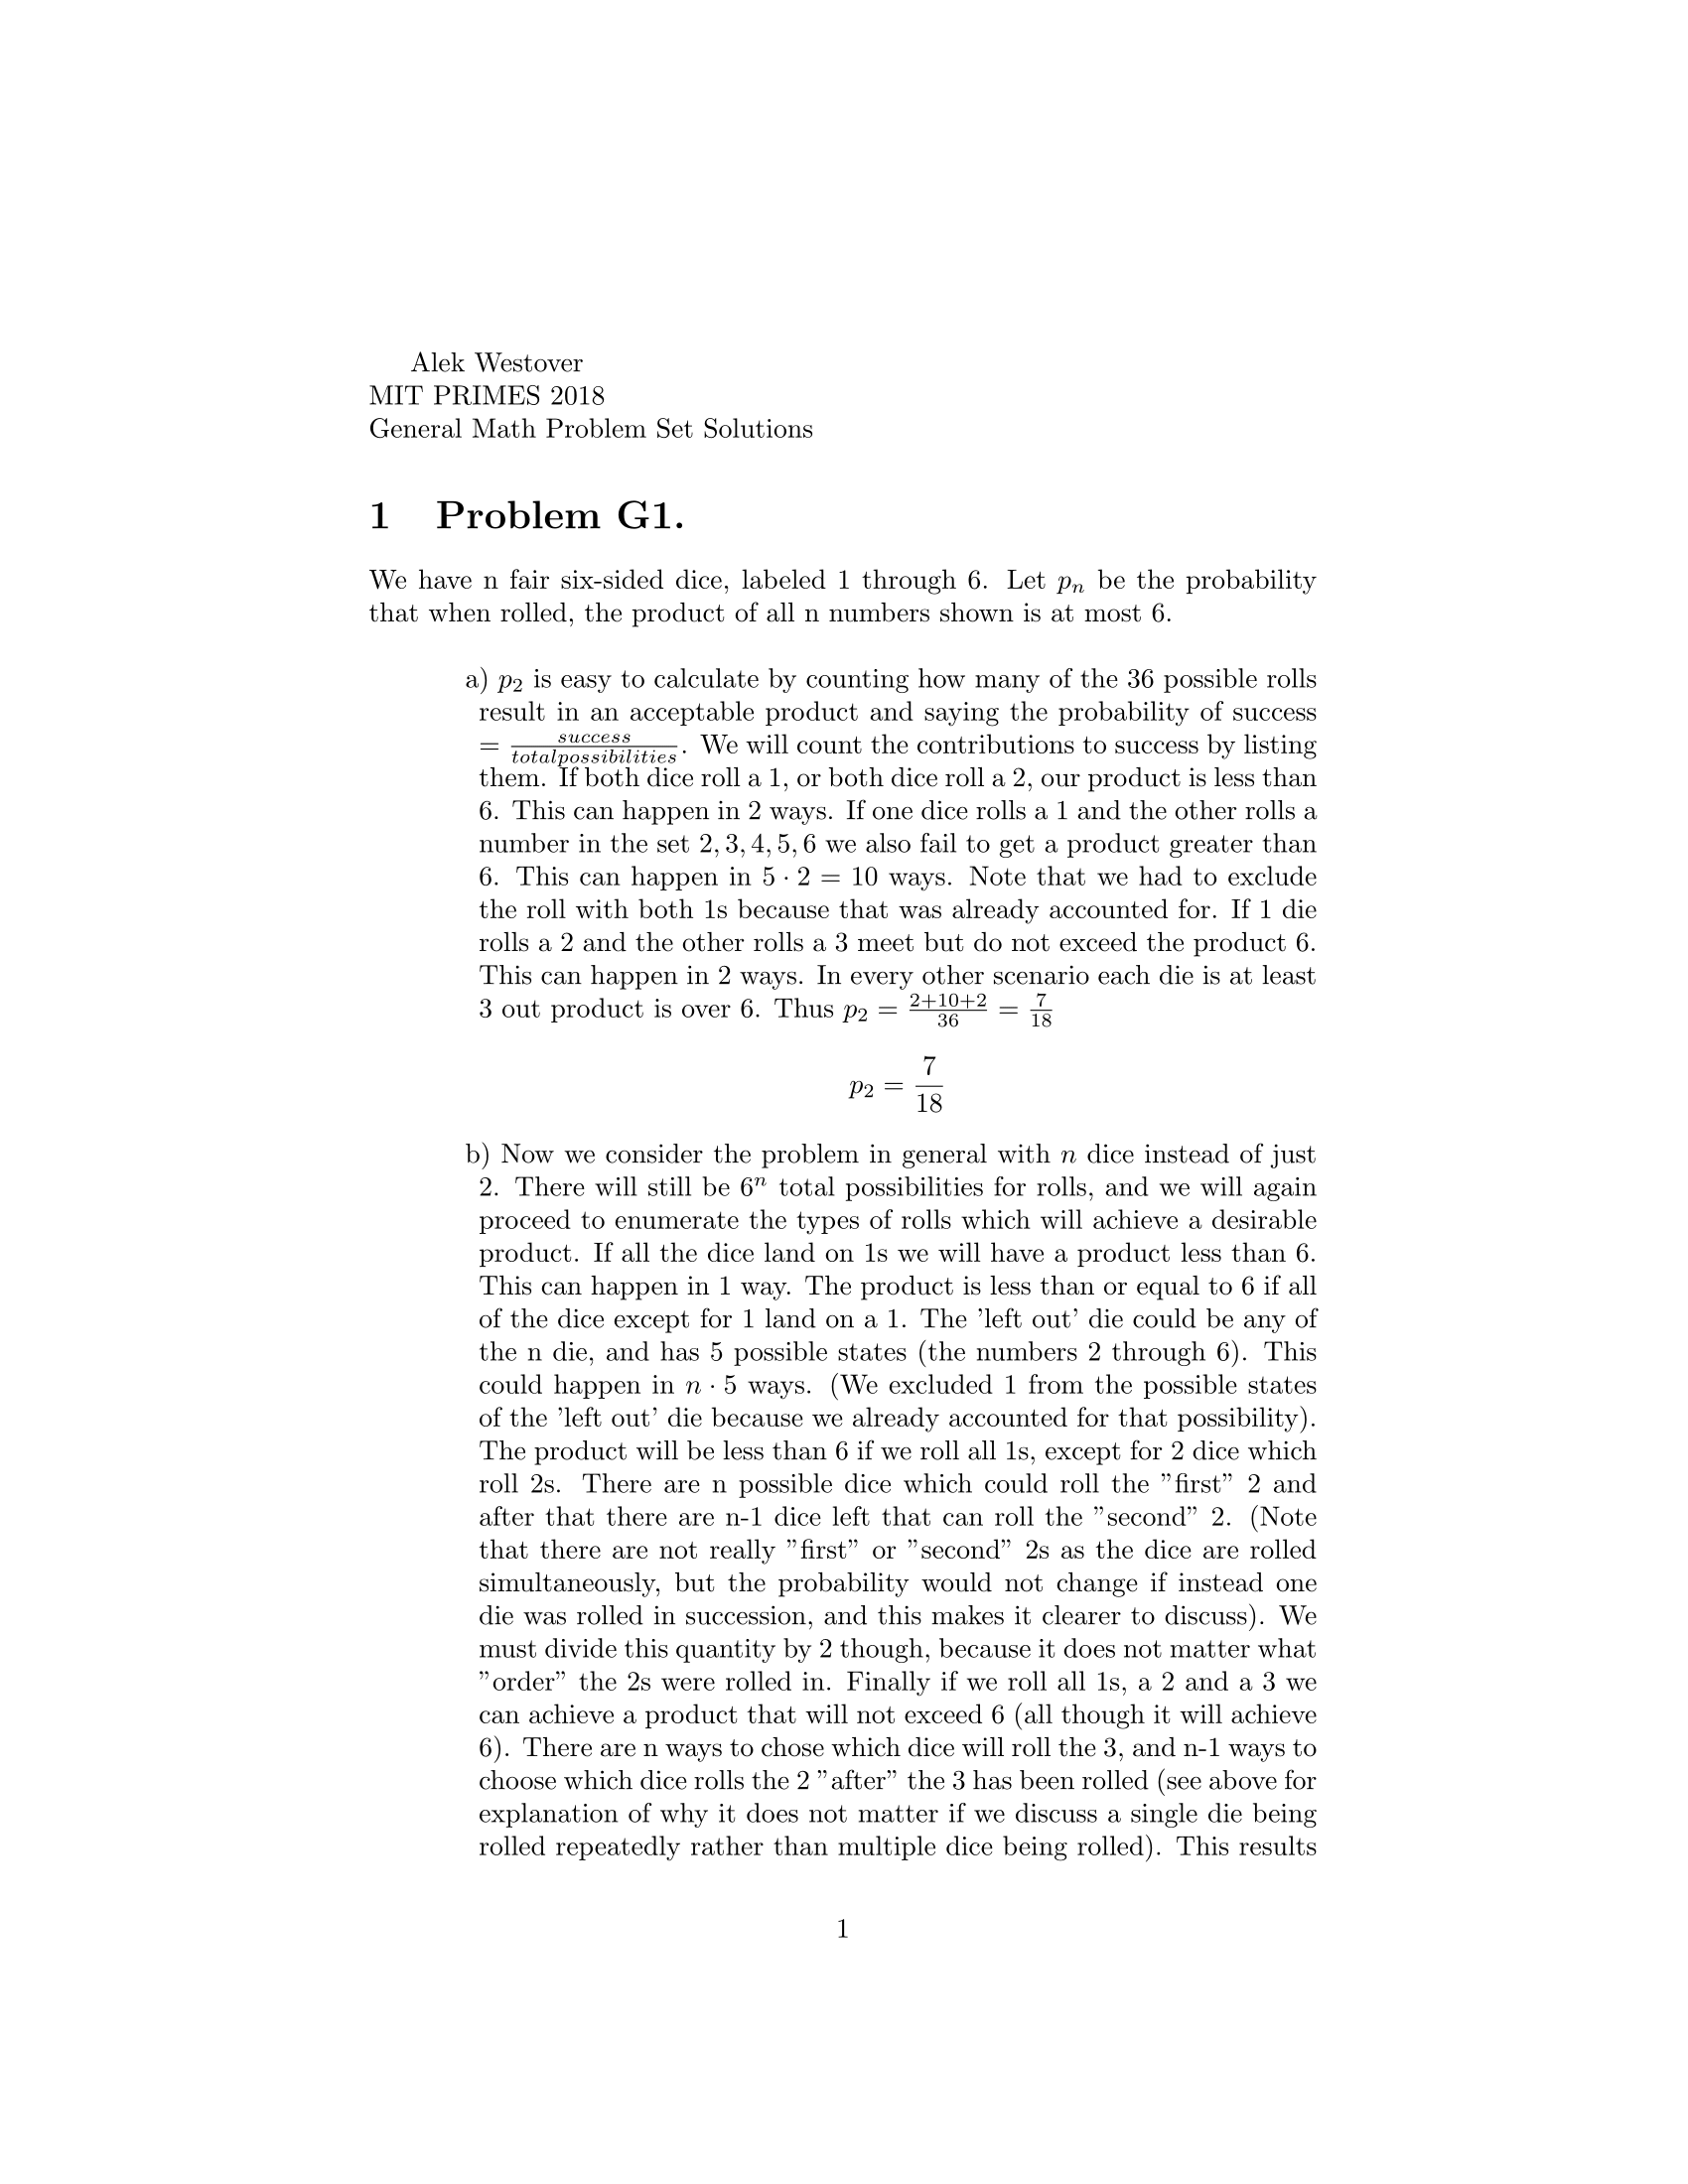 Alek Westover
MIT PRIMES 2018
General Math Problem Set Solutions
1 Problem G1.
We have n fair six-sided dice, labeled 1 through 6. Let $p_n$ be the probability
that when rolled, the product of all n numbers shown is at most 6.
a) $p_2$ is easy to calculate by counting how many of the 36 possible rolls
result in an acceptable product and saying the probability of success
$= \frac{success}{totalpossibilities}$. We will count the contributions to success by listing
them. If both dice roll a 1, or both dice roll a 2, our product is less than
6. This can happen in 2 ways. If one dice rolls a 1 and the other rolls a
number in the set 2, 3, 4, 5, 6 we also fail to get a product greater than
6. This can happen in $5 \cdot 2 = 10$ ways. Note that we had to exclude
the roll with both 1s because that was already accounted for. If 1 die
rolls a 2 and the other rolls a 3 meet but do not exceed the product 6.
This can happen in 2 ways. In every other scenario each die is at least
3 out product is over 6. Thus $p_2 = \frac{2+10+2}{36} = \frac{7}{18}$
$p_2 = \frac{7}{18}$
b) Now we consider the problem in general with $n$ dice instead of just
2. There will still be $6^n$ total possibilities for rolls, and we will again
proceed to enumerate the types of rolls which will achieve a desirable
product. If all the dice land on 1s we will have a product less than 6.
This can happen in 1 way. The product is less than or equal to 6 if all
of the dice except for 1 land on a 1. The 'left out' die could be any of
the n die, and has 5 possible states (the numbers 2 through 6). This
could happen in $n \cdot 5$ ways. (We excluded 1 from the possible states
of the 'left out' die because we already accounted for that possibility).
The product will be less than 6 if we roll all 1s, except for 2 dice which
roll 2s. There are n possible dice which could roll the "first" 2 and
after that there are n-1 dice left that can roll the "second" 2. (Note
that there are not really "first" or "second" 2s as the dice are rolled
simultaneously, but the probability would not change if instead one
die was rolled in succession, and this makes it clearer to discuss). We
must divide this quantity by 2 though, because it does not matter what
"order" the 2s were rolled in. Finally if we roll all 1s, a 2 and a 3 we
can achieve a product that will not exceed 6 (all though it will achieve
6). There are n ways to chose which dice will roll the 3, and n-1 ways to
choose which dice rolls the 2 "after" the 3 has been rolled (see above for
explanation of why it does not matter if we discuss a single die being
rolled repeatedly rather than multiple dice being rolled). This results
1